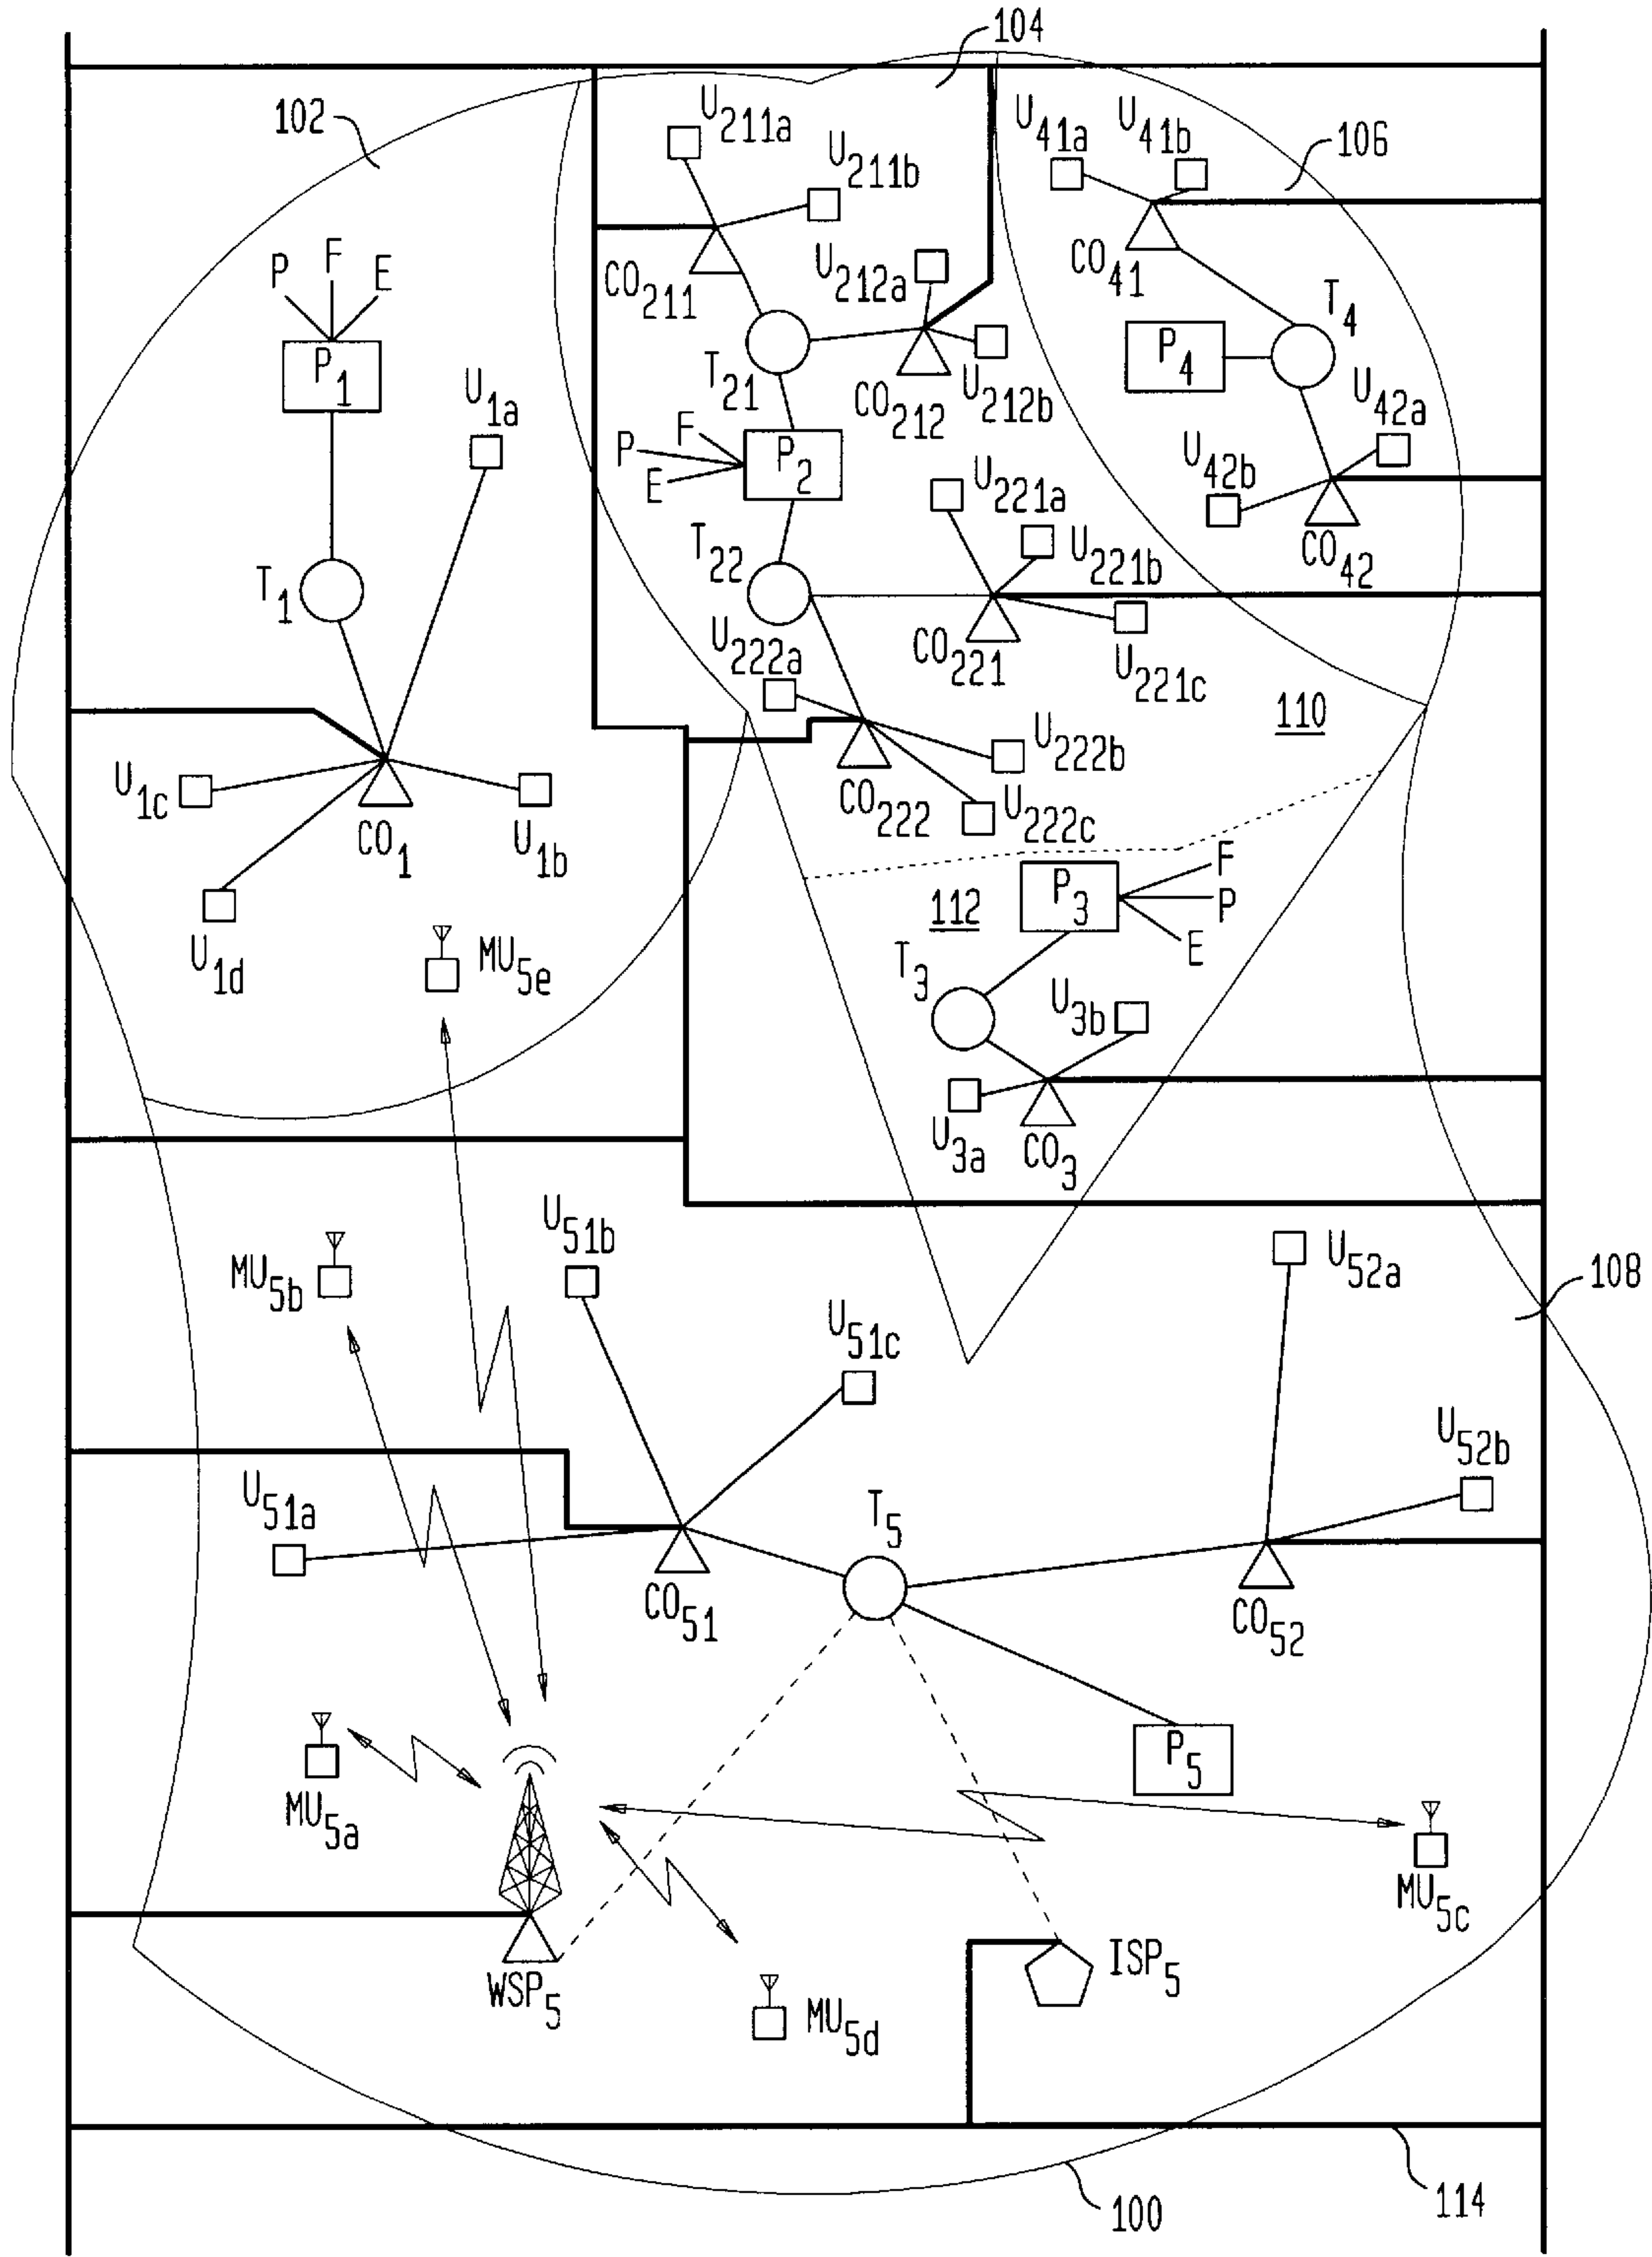 104
102
U211a
U41a
U41b
106
U211b
P
F
E
CO211
U212a
CO41
T4
P1
T21
P4
U1a
CO212
U212b
U42a
F
P
E
P2
U42b
U221a
T22
U221b
CO42
T1
U222a
CO221
U221c
110
U222b
U1c
CO1
U1b
CO222
U222c
F
P3
P
112
E
U1d
MU5e
T3
U3b
U3a
CO3
U51b
MU5b
U52a
108
U51c
U52b
U51a
T5
CO51
CO52
P5
MU5a
MU5c
WSP5
ISP5
MU5d
100
114